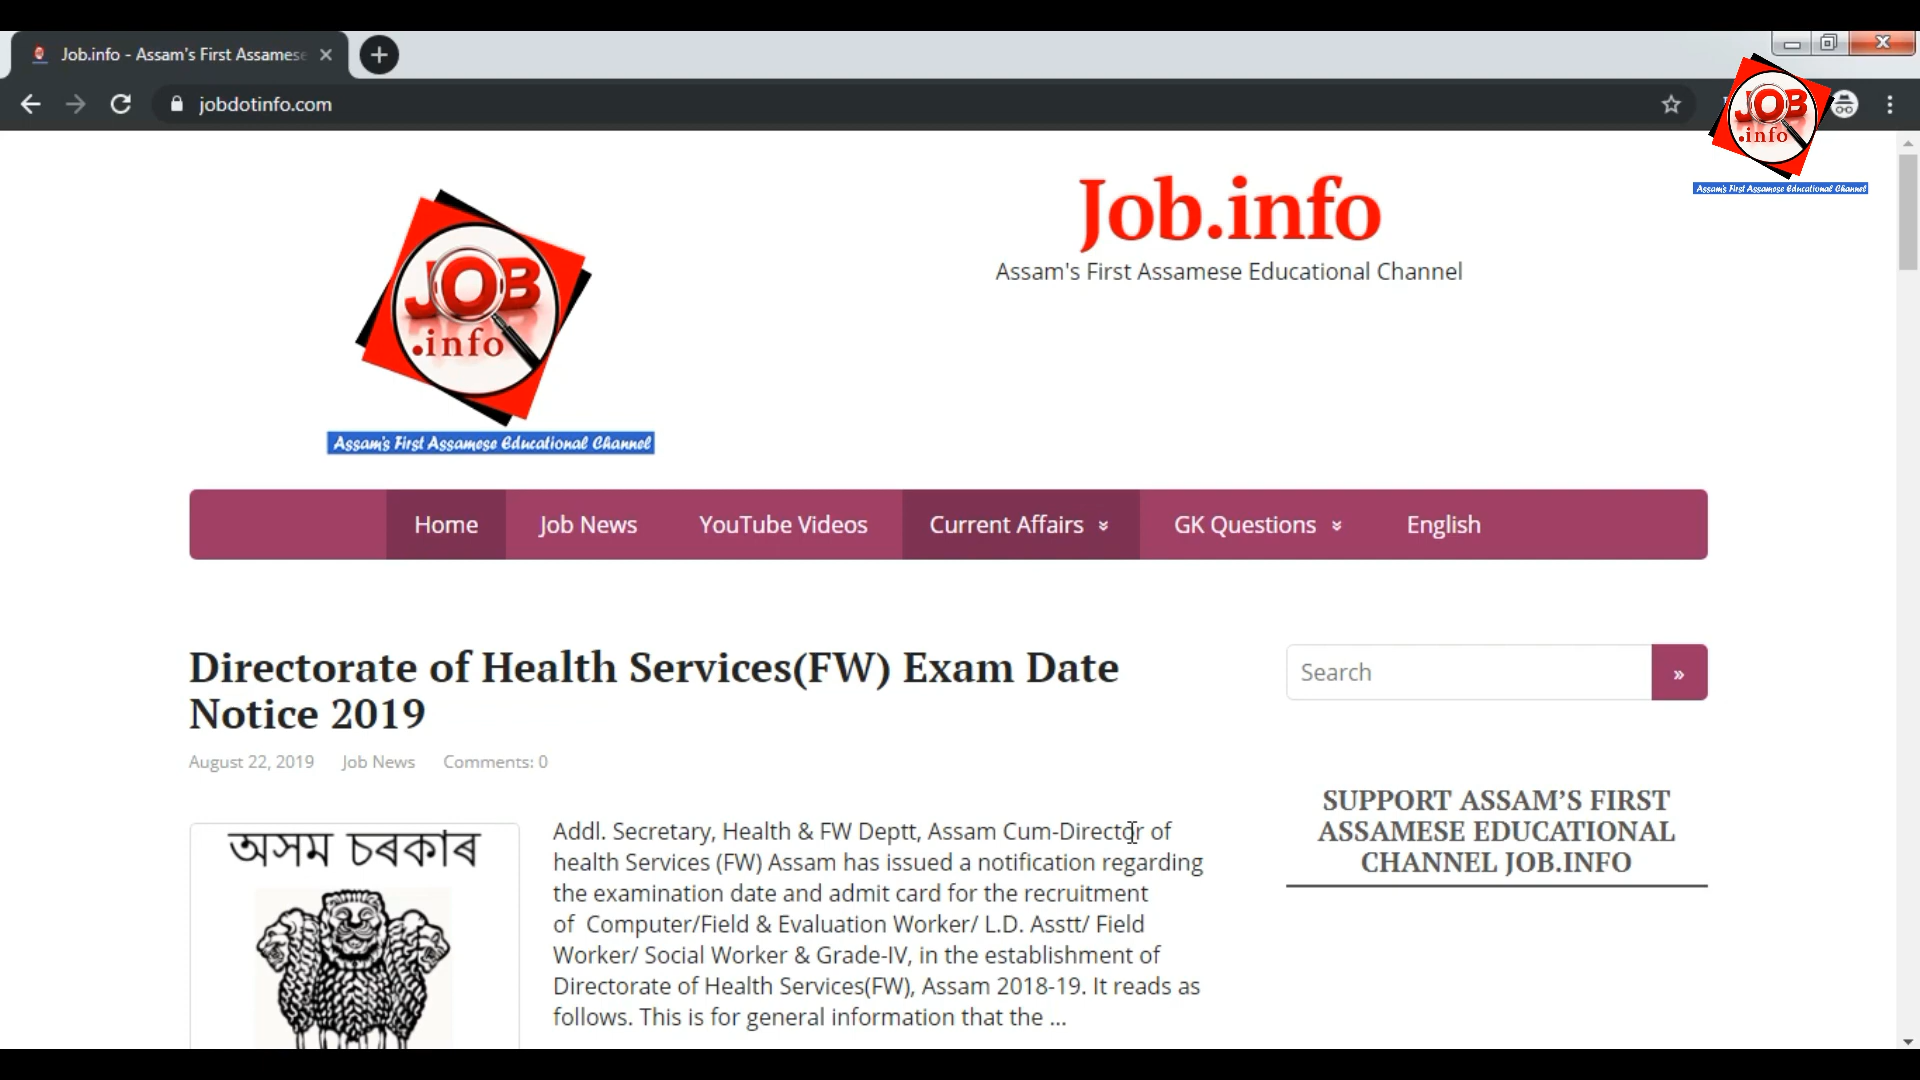 Job.info - Assam's First Assamese
jobdotinfo.com
JOB
.info
Assam's First Assamese Educational Channel
JOB
.info
Assam's First Assamese Educational Channel
Job.info
Assam's First Assamese Educational Channel
Home Job News YouTube Videos Current Affairs GK Questions English
Directorate of Health Services(FW) Exam Date
Notice 2019
August 22, 2019 Job News Comments: 0
Search »
অসম চৰকাৰ
Addl. Secretary, Health & FW Deptt, Assam Cum-Director of
health Services (FW) Assam has issued a notification regarding
the examination date and admit card for the recruitment
of Computer/Field & Evaluation Worker/ L.D. Asstt/ Field
Worker/ Social Worker & Grade-IV, in the establishment of
Directorate of Health Services(FW), Assam 2018-19. It reads as
follows. This is for general information that the ...
SUPPORT ASSAM’S FIRST
ASSAMESE EDUCATIONAL
CHANNEL JOB.INFO